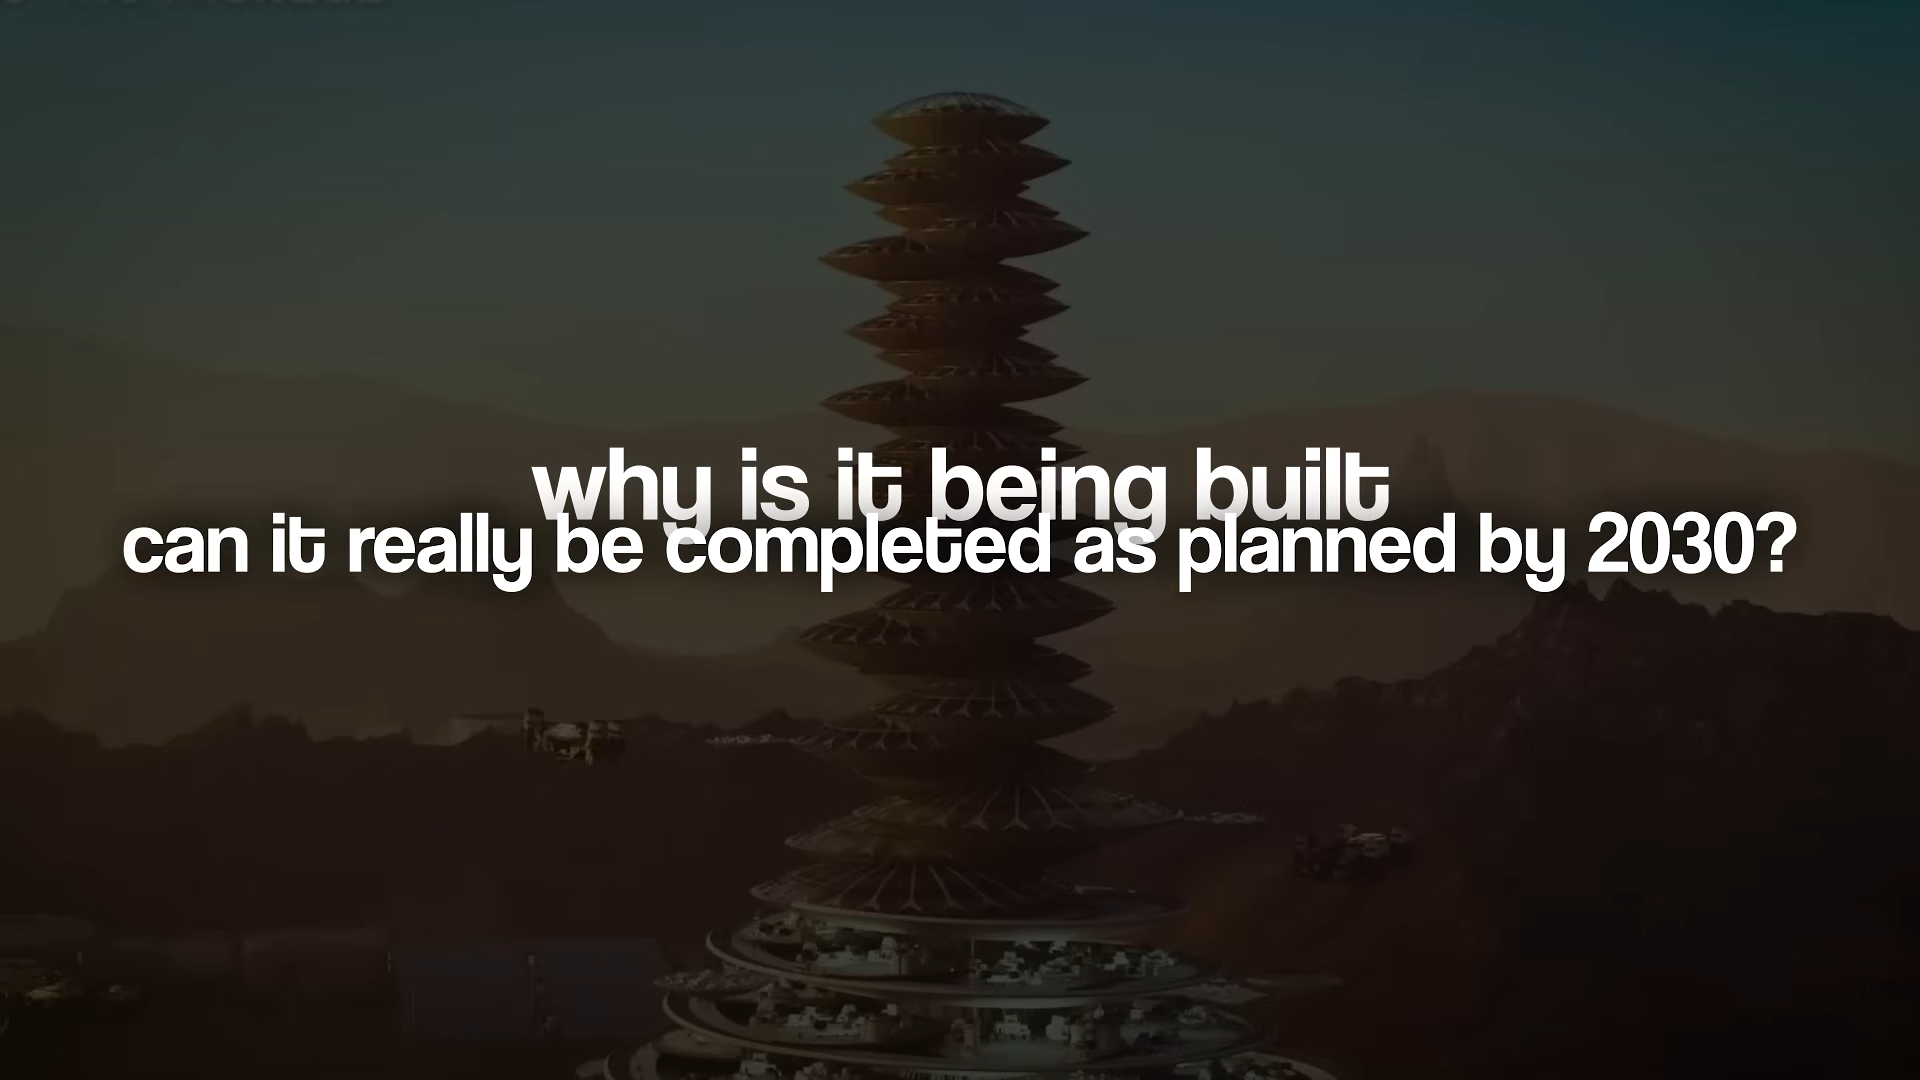 why is it being built
can it really be completed as planned by 2030?